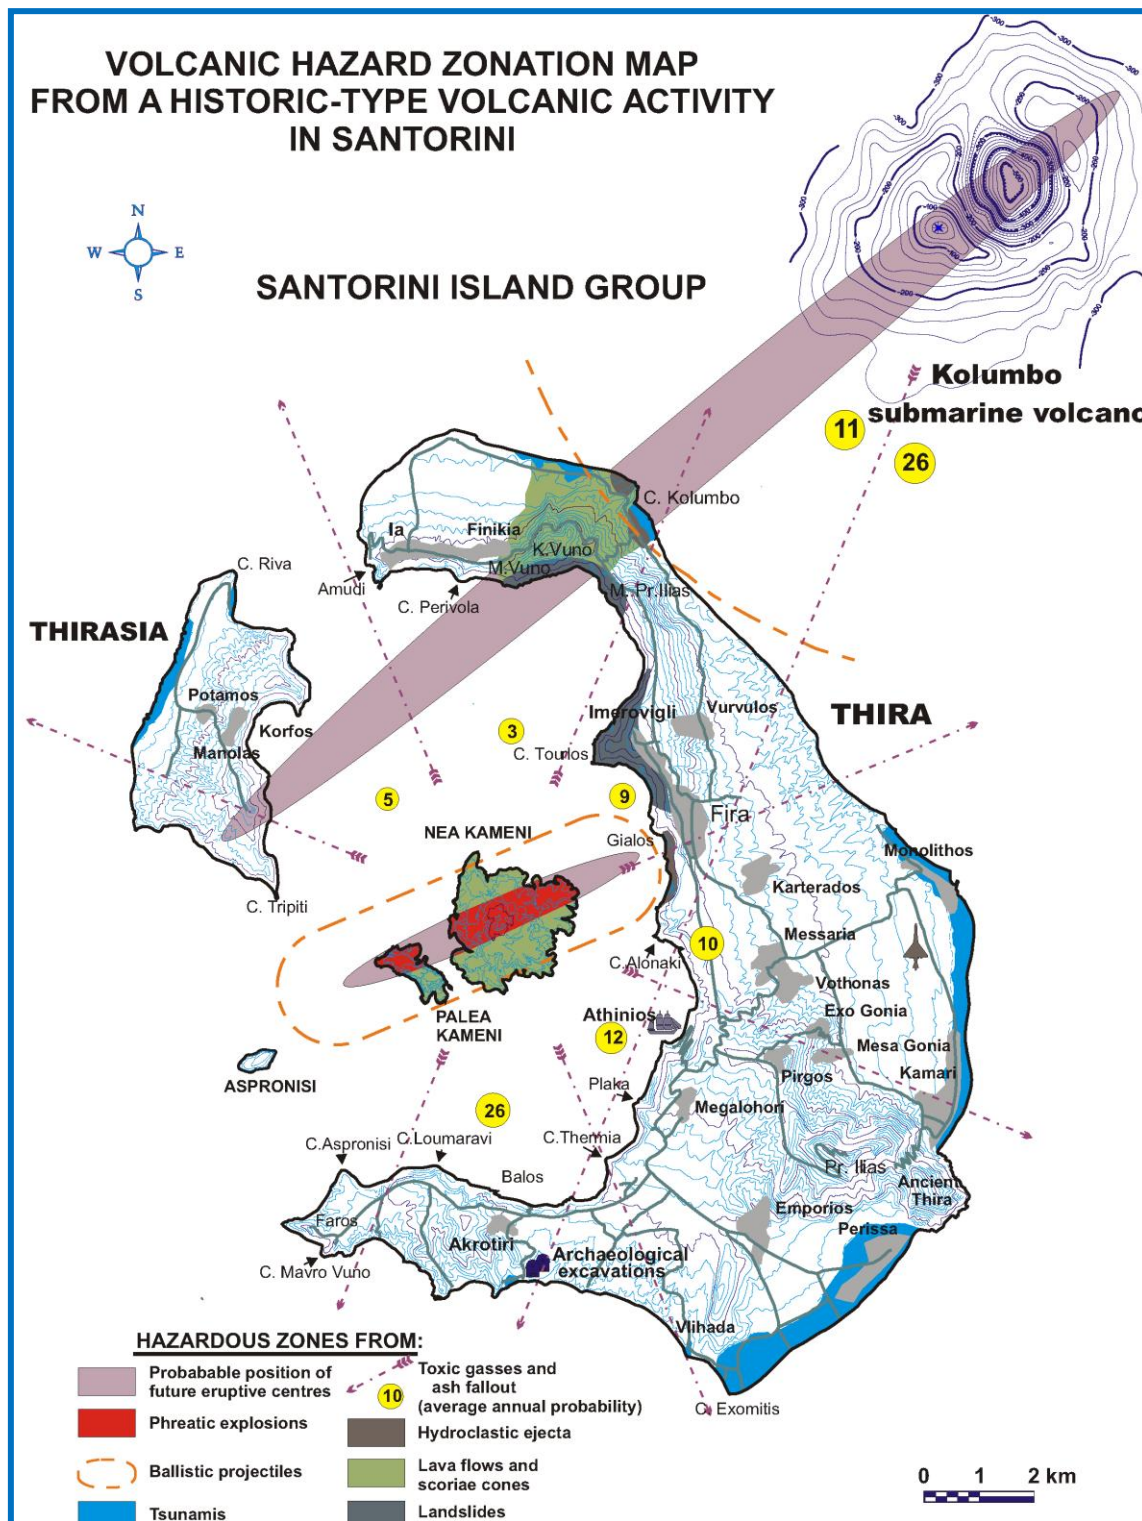 VOLCANIC HAZARD ZONATION MAP
FROM A HISTORIC-TYPE VOLCANIC ACTIVITY
IN SANTORINI
N
W
E
S
SANTORINI ISLAND GROUP
Kolumbo
submarine volcano
11
26
C. Kolumbo
Ia
Finikia
K.Vuno
M.Vuno
M. Pr.Ilias
Amudi
C. Perivola
C. Riva
THIRASIA
Potamos
Korfos
Manolas
C. Tripiti
Imerovigli
Vurvulos
THIRA
3
C. Tourlos
5
9
Fira
NEA KAMENI
Gialos
Monolithos
Karterados
Messaria
10
C.Alonaki
Vothonas
PALEA
KAMENI
Athinios
12
Exo Gonia
Mesa Gonia
Kamari
Pirgos
ASPRONISI
Plaka
Megalohori
26
C.Aspronisi
C.Loumaravi
C.Thermia
Balos
Pr. Ilias
Ancient
Thira
Faros
Emporios
Perissa
Akrotiri
Archaeological
excavations
C. Mavro Vuno
Vlihada
C. Exomitis
HAZARDOUS ZONES FROM:
Probabable position of
future eruptive centres
Phreatic explosions
Ballistic projectiles
Tsunamis
Toxic gasses and
ash fallout
(average annual probability)
10
Hydroclastic ejecta
Lava flows and
scoriae cones
Landslides
0 1 2 km